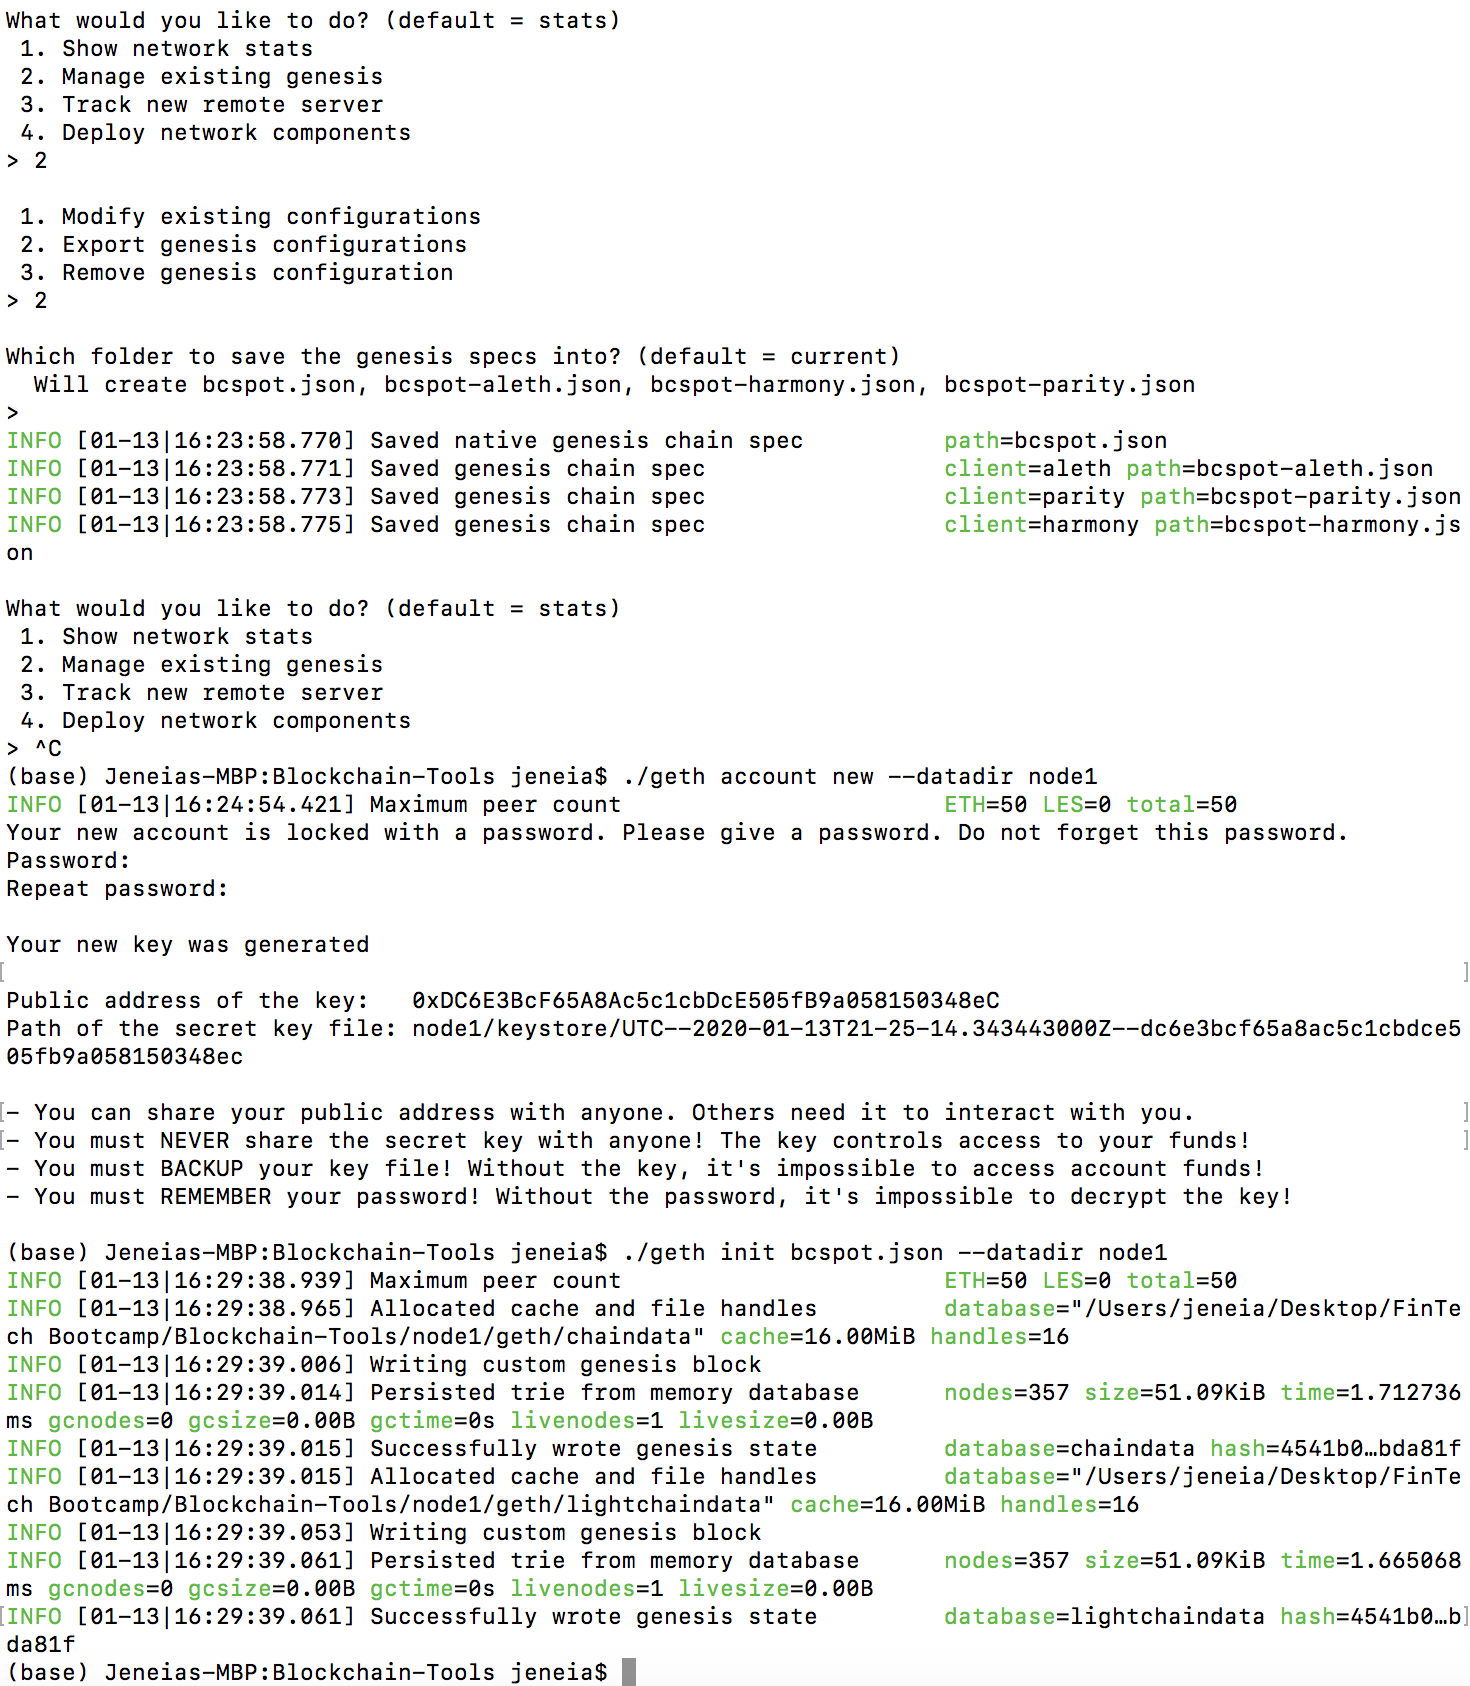 What would you like to do? (default = stats)
 1. Show network stats
 2. Manage existing genesis
 3. Track new remote server
 4. Deploy network components
> 2

 1. Modify existing configurations
 2. Export genesis configurations
 3. Remove genesis configuration
> 2

Which folder to save the genesis specs into? (default = current)
  Will create bcspot.json, bcspot-aleth.json, bcspot-harmony.json, bcspot-parity.json
>
INFO [01-13|16:23:58.770] Saved native genesis chain spec          path=bcspot.json
INFO [01-13|16:23:58.771] Saved genesis chain spec                 client=aleth path=bcspot-aleth.json
INFO [01-13|16:23:58.773] Saved genesis chain spec                 client=parity path=bcspot-parity.json
INFO [01-13|16:23:58.775] Saved genesis chain spec                 client=harmony path=bcspot-harmony.js
on

What would you like to do? (default = stats)
 1. Show network stats
 2. Manage existing genesis
 3. Track new remote server
 4. Deploy network components
> ^C
(base) Jeneias-MBP:Blockchain-Tools jeneia$ ./geth account new --datadir node1
INFO [01-13|16:24:54.421] Maximum peer count                       ETH=50 LES=0 total=50
Your new account is locked with a password. Please give a password. Do not forget this password.
Password:
Repeat password:

Your new key was generated
[ ]
Public address of the key:   0xDC6E3BcF65A8Ac5c1cbDcE505fB9a058150348eC
Path of the secret key file: node1/keystore/UTC--2020-01-13T21-25-14.343443000Z--dc6e3bcf65a8ac5c1cbdce5
05fb9a058150348ec

[- You can share your public address with anyone. Others need it to interact with you. ]
[- You must NEVER share the secret key with anyone! The key controls access to your funds! ]
- You must BACKUP your key file! Without the key, it's impossible to access account funds!
- You must REMEMBER your password! Without the password, it's impossible to decrypt the key!

(base) Jeneias-MBP:Blockchain-Tools jeneia$ ./geth init bcspot.json --datadir node1
INFO [01-13|16:29:38.939] Maximum peer count                       ETH=50 LES=0 total=50
INFO [01-13|16:29:38.965] Allocated cache and file handles         database="/Users/jeneia/Desktop/FinTe
ch Bootcamp/Blockchain-Tools/node1/geth/chaindata" cache=16.00MiB handles=16
INFO [01-13|16:29:39.006] Writing custom genesis block
INFO [01-13|16:29:39.014] Persisted trie from memory database      nodes=357 size=51.09KiB time=1.712736
ms gcnodes=0 gcsize=0.00B gctime=0s livenodes=1 livesize=0.00B
INFO [01-13|16:29:39.015] Successfully wrote genesis state         database=chaindata hash=4541b0…bda81f
INFO [01-13|16:29:39.015] Allocated cache and file handles         database="/Users/jeneia/Desktop/FinTe
ch Bootcamp/Blockchain-Tools/node1/geth/lightchaindata" cache=16.00MiB handles=16
INFO [01-13|16:29:39.053] Writing custom genesis block
INFO [01-13|16:29:39.061] Persisted trie from memory database      nodes=357 size=51.09KiB time=1.665068
ms gcnodes=0 gcsize=0.00B gctime=0s livenodes=1 livesize=0.00B
[INFO [01-13|16:29:39.061] Successfully wrote genesis state         database=lightchaindata hash=4541b0…b]
da81f
(base) Jeneias-MBP:Blockchain-Tools jeneia$